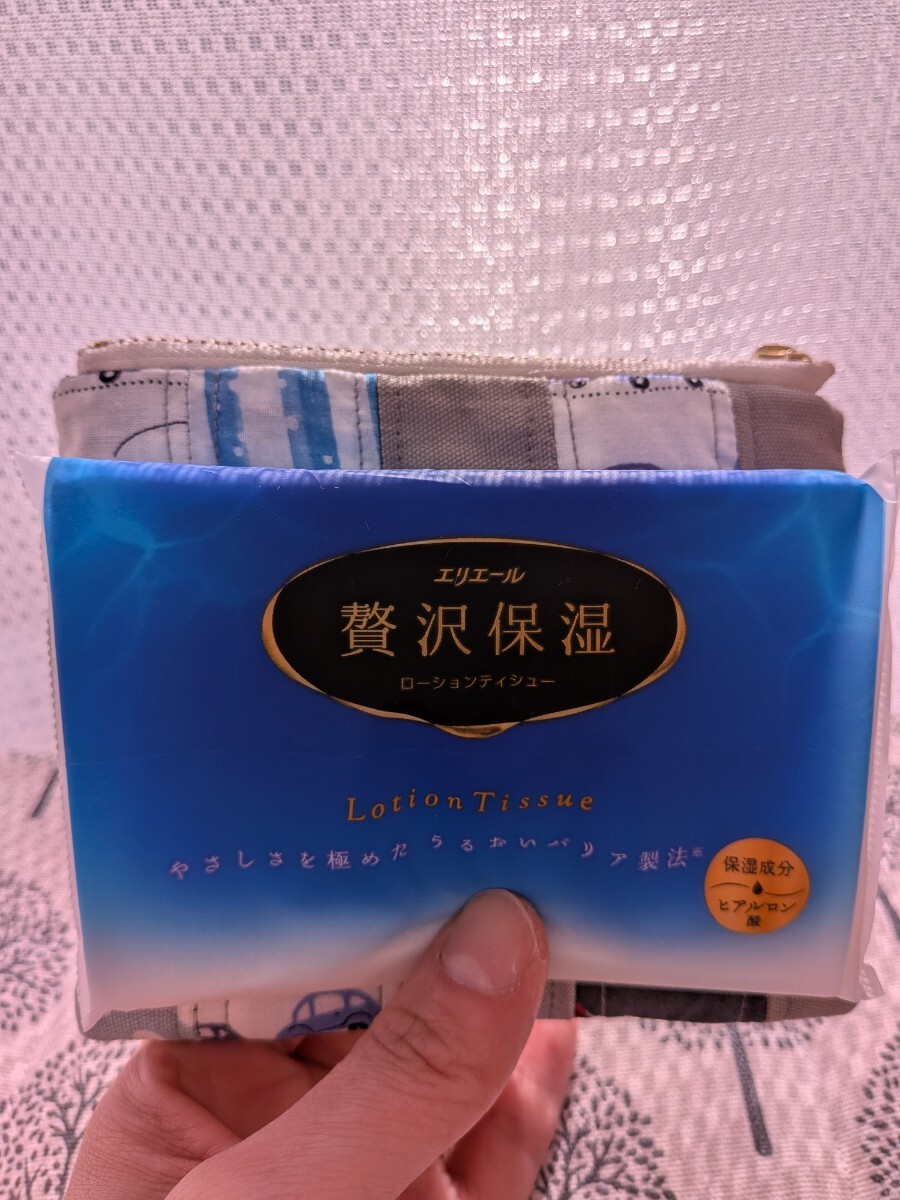 エリエール
贅沢保湿
ローションティシュー
Lotion Tissue
やさしさを極めたうるおいバリア製法※
保湿成分
ヒアルロン
酸